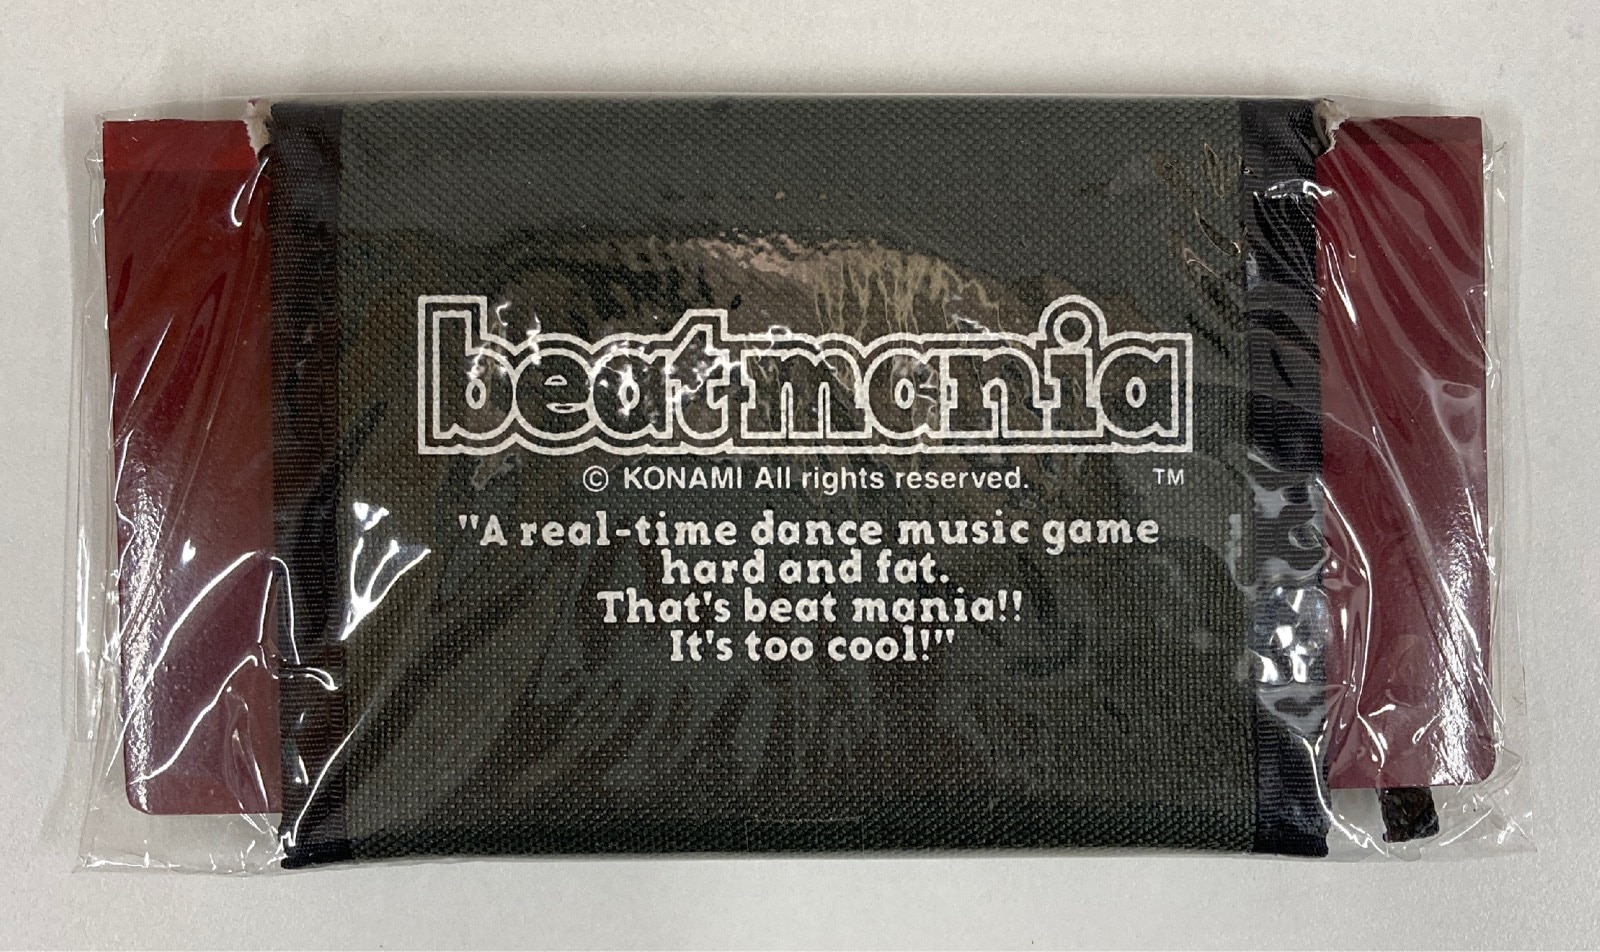 beatmania
© KONAMI All rights reserved. TM
"A real-time dance music game
hard and fat.
That's beat mania!!
It's too cool!"